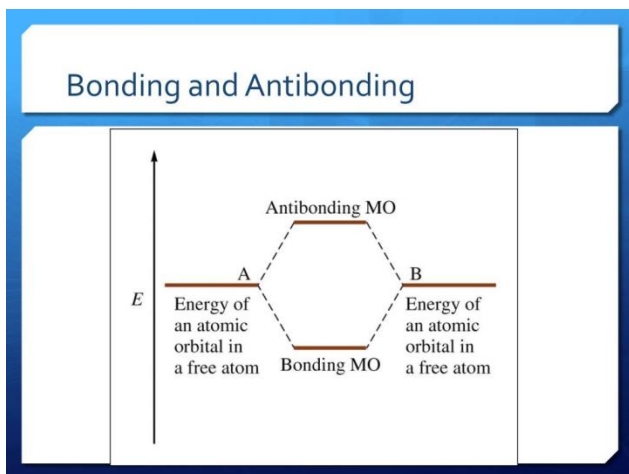 Bonding and Antibonding
Antibonding MO
A
B
E
Energy of
an atomic
orbital in
a free atom
Energy of
an atomic
orbital in
a free atom
Bonding MO